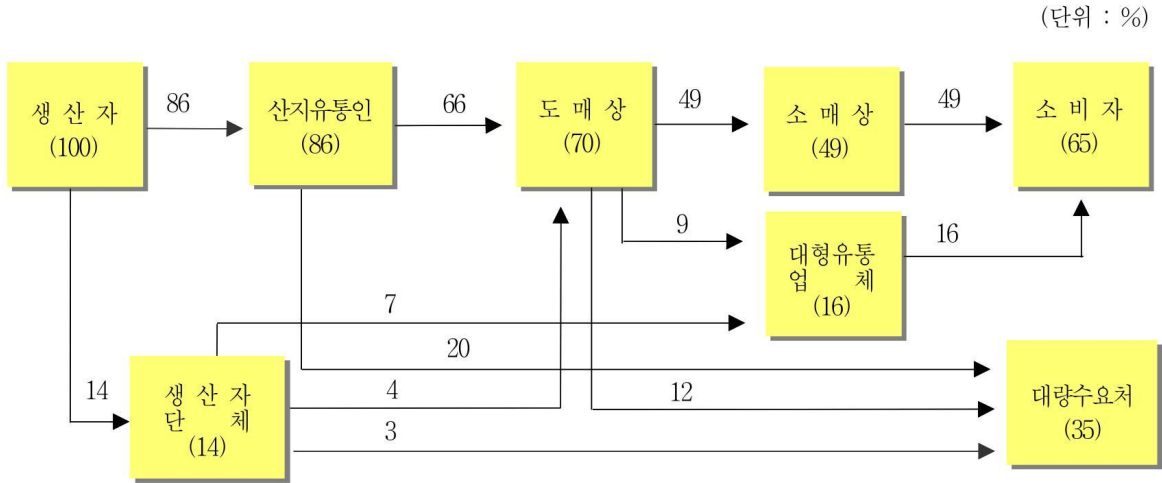 (단위 : %)
생 산 자
(100)
86
산지유통인
(86)
66
도 매 상
(70)
49
소 매 상
(49)
49
소 비 자
(65)
9
대형유통
업 체
(16)
16
7
20
14
생 산 자
단 체
(14)
4
12
3
대량수요처
(35)